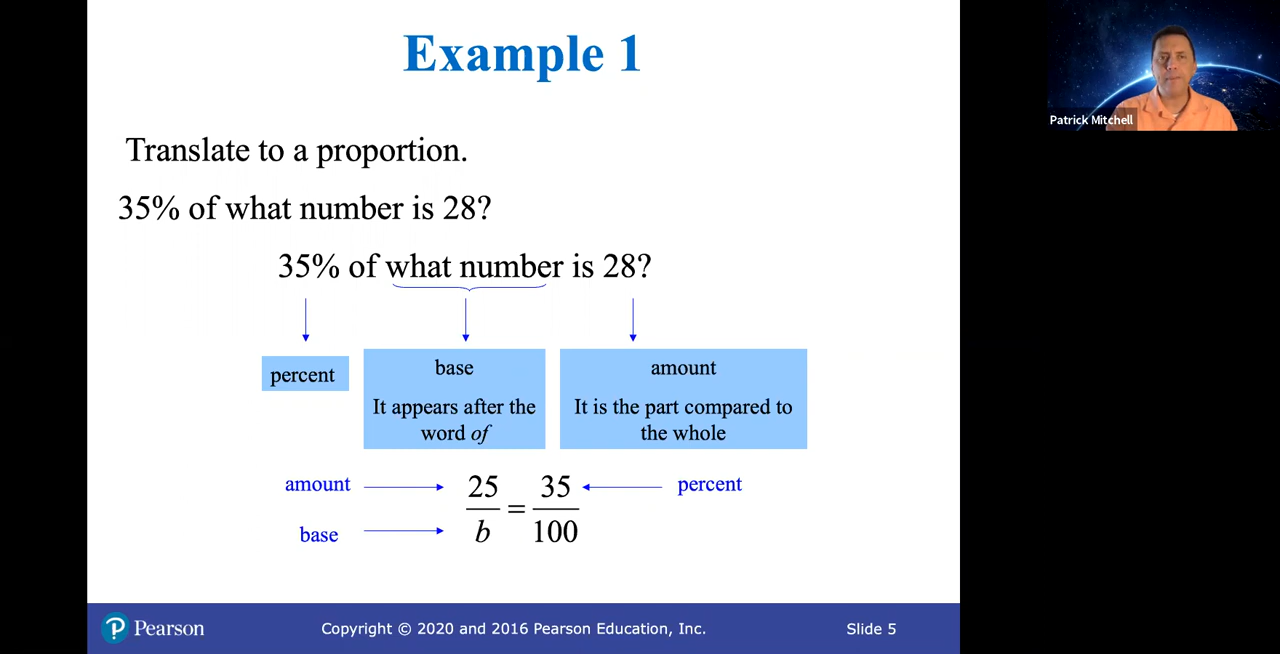 Example 1
Patrick Mitchell
Translate to a proportion.
35% of what number is 28?
35% of what number is 28?
percent
base
It appears after the
word of
amount
It is the part compared to
the whole
amount
base
25/b = 35/100
percent
Pearson
Copyright © 2020 and 2016 Pearson Education, Inc.
Slide 5